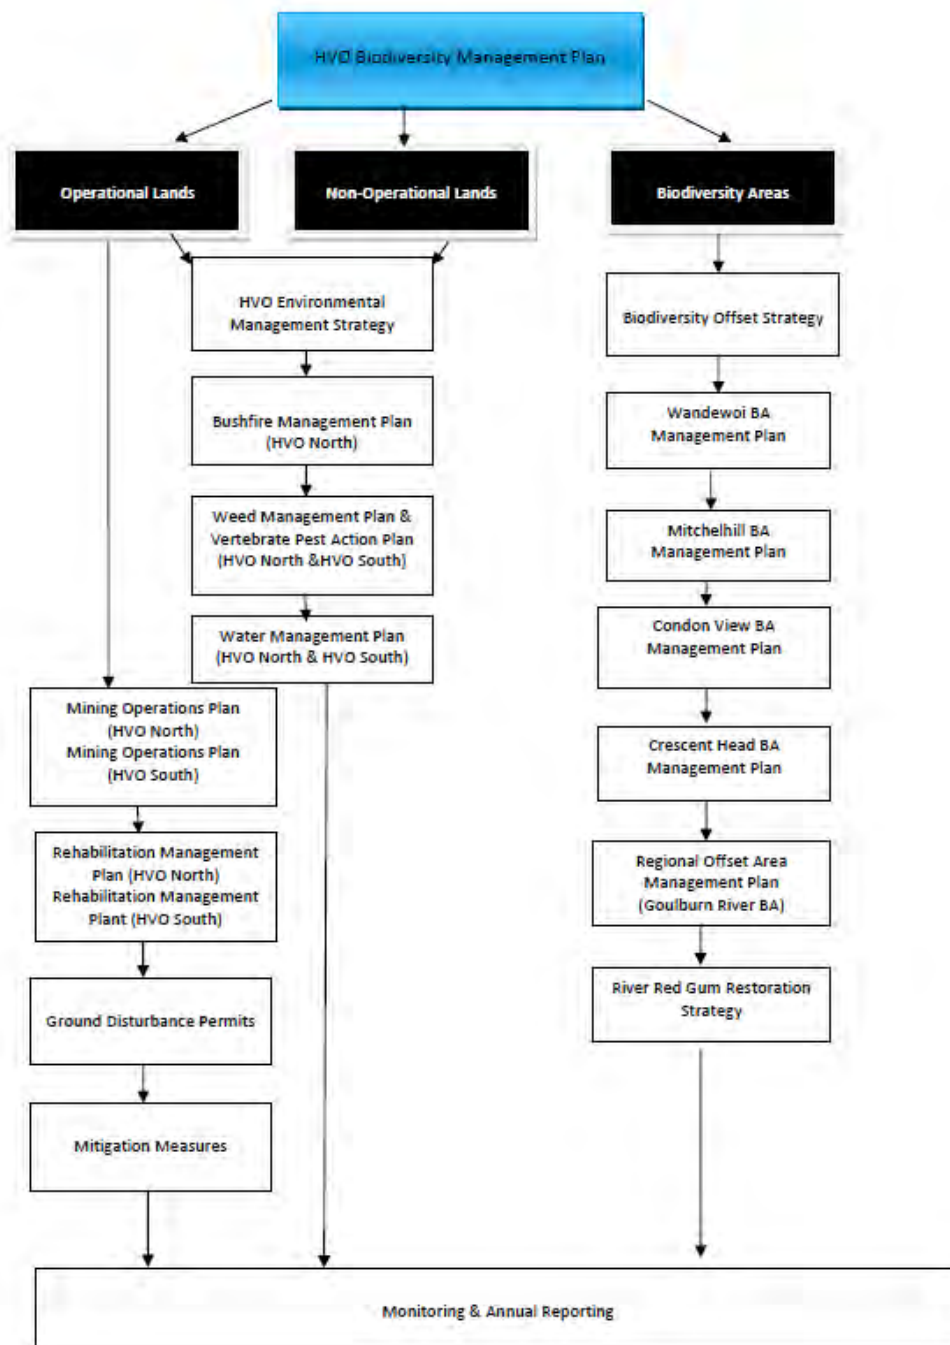 HVO Biodiversity Management Plan
Operational Lands
Non-Operational Lands
Biodiversity Areas
HVO Environmental
Management Strategy
Biodiversity Offset Strategy
Bushfire Management Plan
(HVO North)
Wandewoi BA
Management Plan
Weed Management Plan &
Vertebrate Pest Action Plan
(HVO North &HVO South)
Mitchelhill BA
Management Plan
Water Management Plan
(HVO North & HVO South)
Condon View BA
Management Plan
Mining Operations Plan
(HVO North)
Mining Operations Plan
(HVO South)
Crescent Head BA
Management Plan
Rehabilitation Management
Plan (HVO North)
Rehabilitation Management
Plant (HVO South)
Regional Offset Area
Management Plan
(Goulburn River BA)
Ground Disturbance Permits
River Red Gum Restoration
Strategy
Mitigation Measures
Monitoring & Annual Reporting